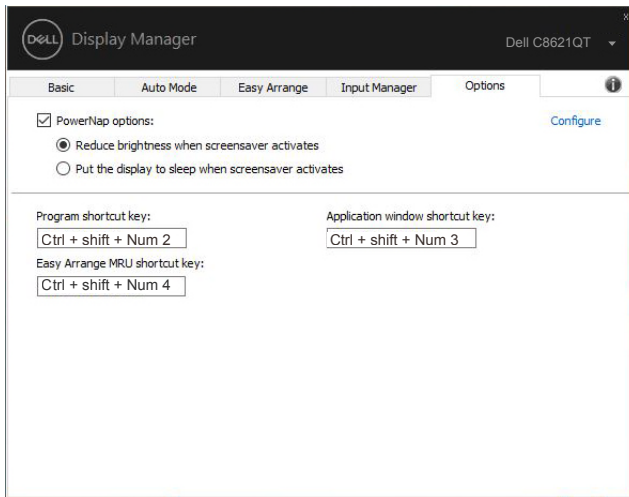 x
DELL Display Manager
Dell C8621QT
Basic Auto Mode Easy Arrange Input Manager Options i
PowerNap options: Configure
Reduce brightness when screensaver activates
Put the display to sleep when screensaver activates
Program shortcut key: Application window shortcut key:
Ctrl + shift + Num 2 Ctrl + shift + Num 3
Easy Arrange MRU shortcut key:
Ctrl + shift + Num 4